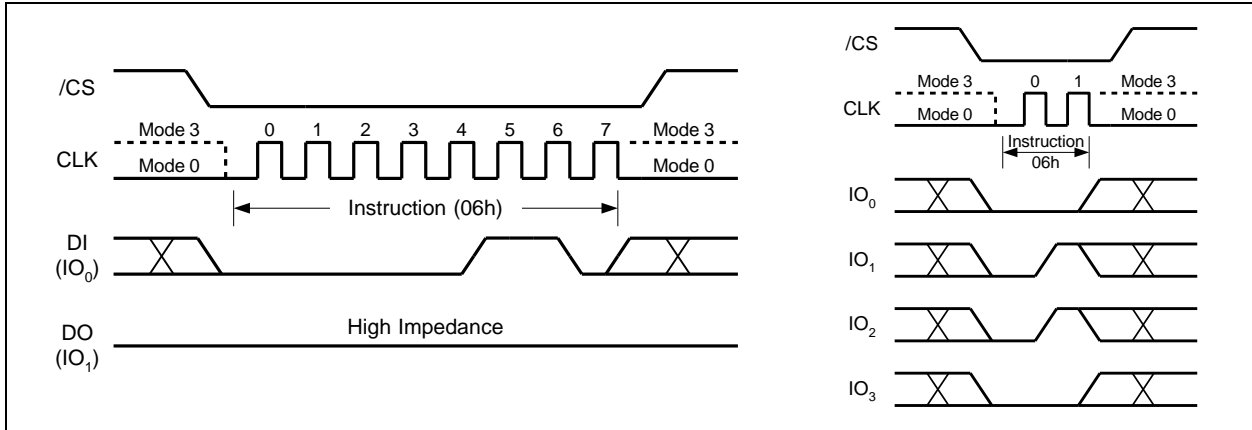 /CS
Mode 3 0 1 2 3 4 5 6 7 Mode 3
CLK
Mode 0 Mode 0
Instruction (06h)
DI
(IO0)
High Impedance
DO
(IO1)
/CS
Mode 3 0 1 Mode 3
CLK
Mode 0 Mode 0
Instruction
06h
IO0
IO1
IO2
IO3